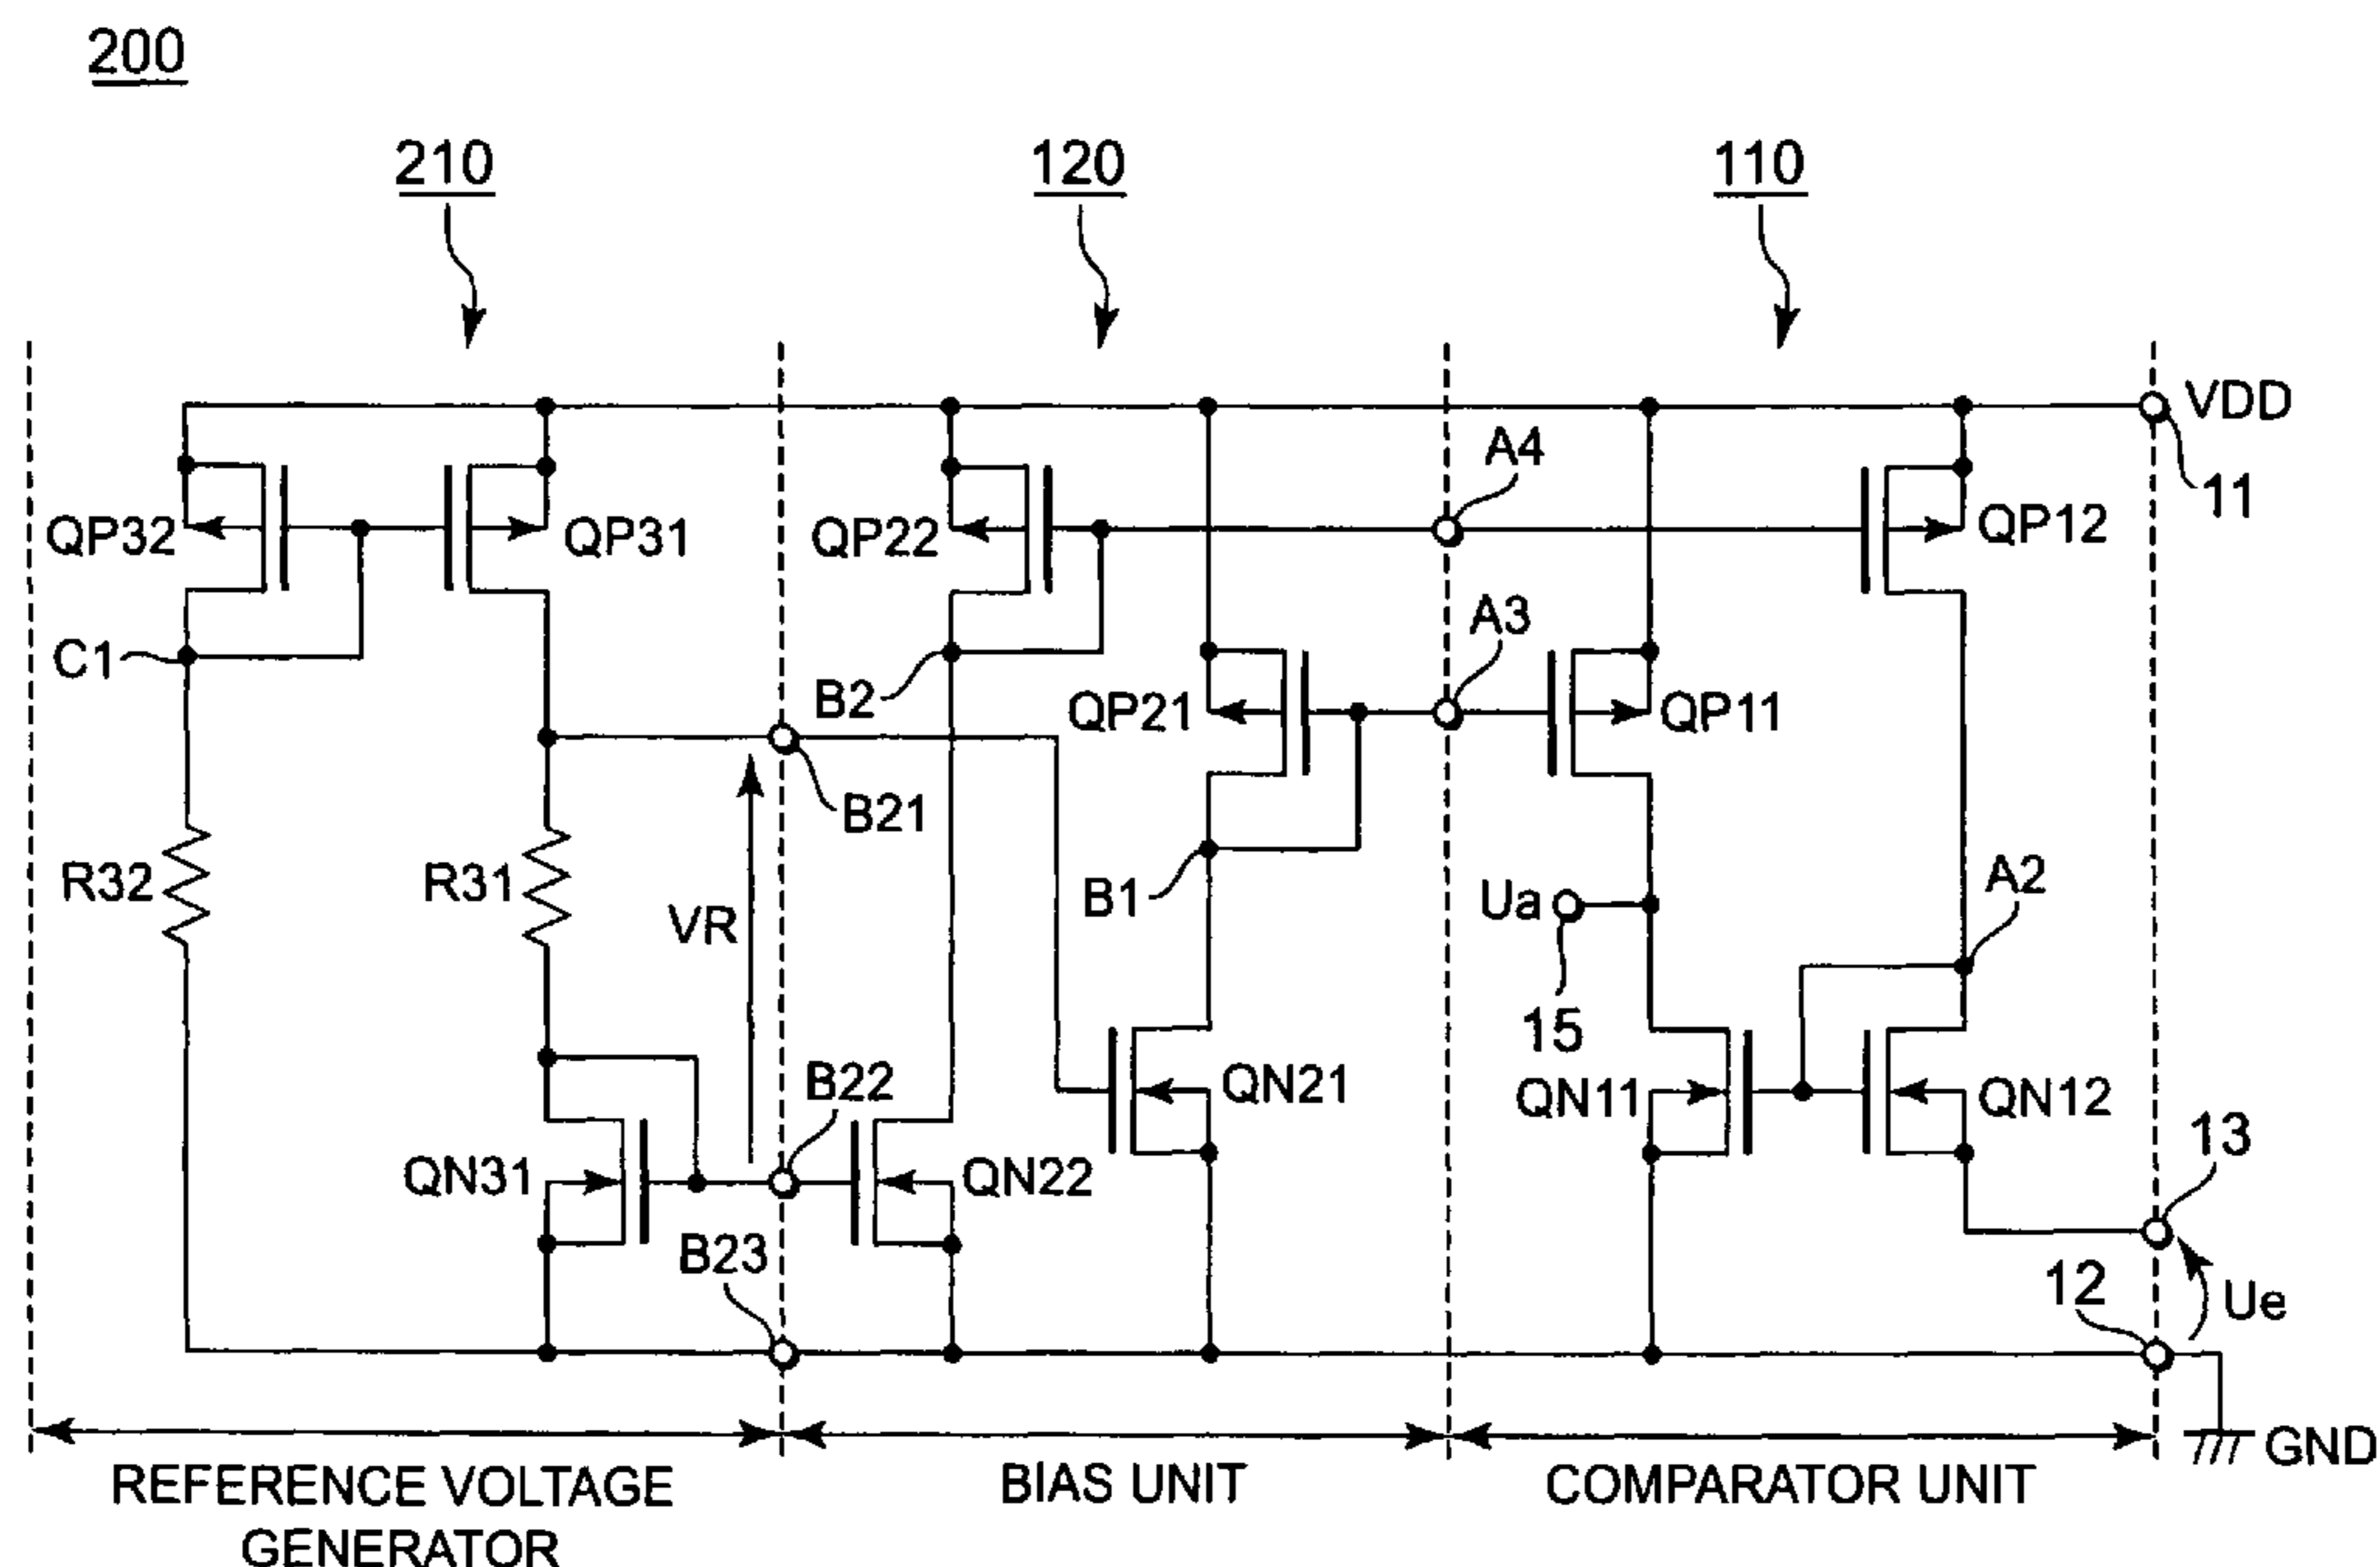 200
210
120
110
VDD
11
A4
QP32
QP31
QP22
QP12
A3
C1
B2
QP21
QP11
B21
R32
R31
VR
B1
Ua
A2
15
B22
QN21
QN11
QN12
13
QN31
QN22
B23
12
Ue
GND
REFERENCE VOLTAGE
GENERATOR
BIAS UNIT
COMPARATOR UNIT